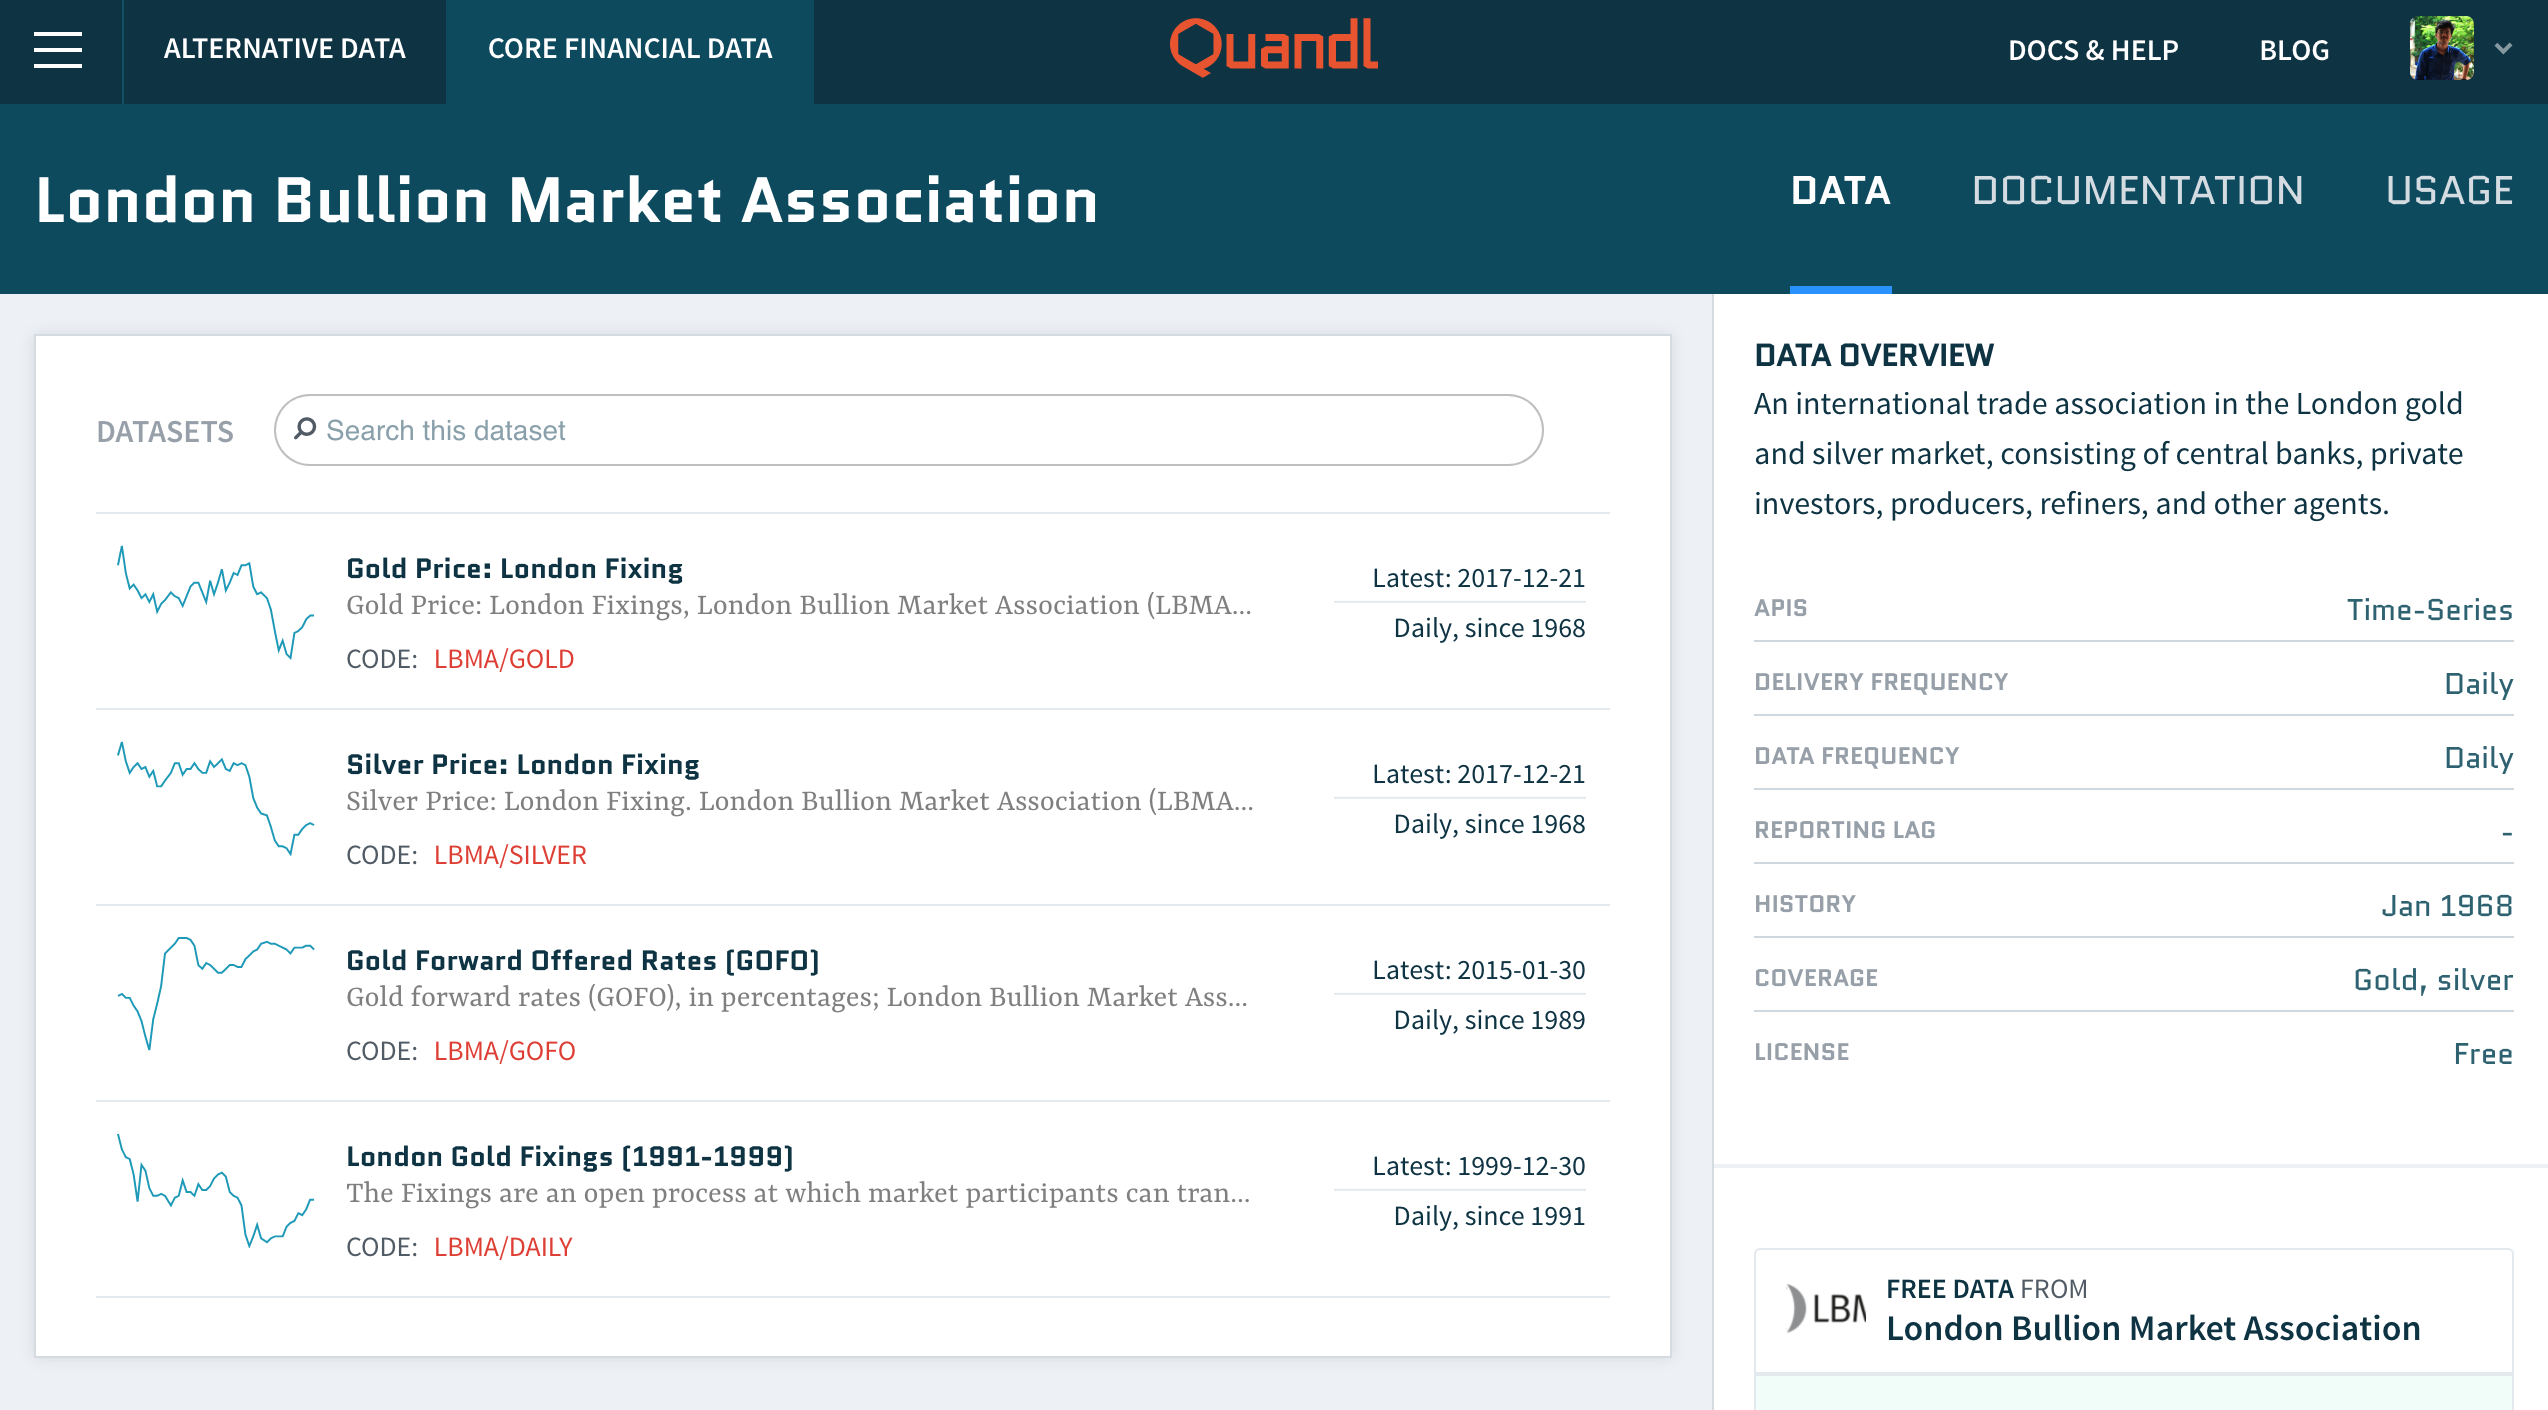 ALTERNATIVE DATA
CORE FINANCIAL DATA
Quandl
DOCS & HELP
BLOG
London Bullion Market Association
DATA
DOCUMENTATION
USAGE
DATASETS
Search this dataset
Gold Price: London Fixing
Gold Price: London Fixings, London Bullion Market Association (LBMA...
CODE: LBMA/GOLD
Latest: 2017-12-21
Daily, since 1968
Silver Price: London Fixing
Silver Price: London Fixing. London Bullion Market Association (LBMA...
CODE: LBMA/SILVER
Latest: 2017-12-21
Daily, since 1968
Gold Forward Offered Rates (GOFO)
Gold forward rates (GOFO), in percentages; London Bullion Market Ass...
CODE: LBMA/GOFO
Latest: 2015-01-30
Daily, since 1989
London Gold Fixings (1991-1999)
The Fixings are an open process at which market participants can tran...
CODE: LBMA/DAILY
Latest: 1999-12-30
Daily, since 1991
DATA OVERVIEW
An international trade association in the London gold
and silver market, consisting of central banks, private
investors, producers, refiners, and other agents.
APIS Time-Series
DELIVERY FREQUENCY Daily
DATA FREQUENCY Daily
REPORTING LAG -
HISTORY Jan 1968
COVERAGE Gold, silver
LICENSE Free
LBM
FREE DATA FROM
London Bullion Market Association